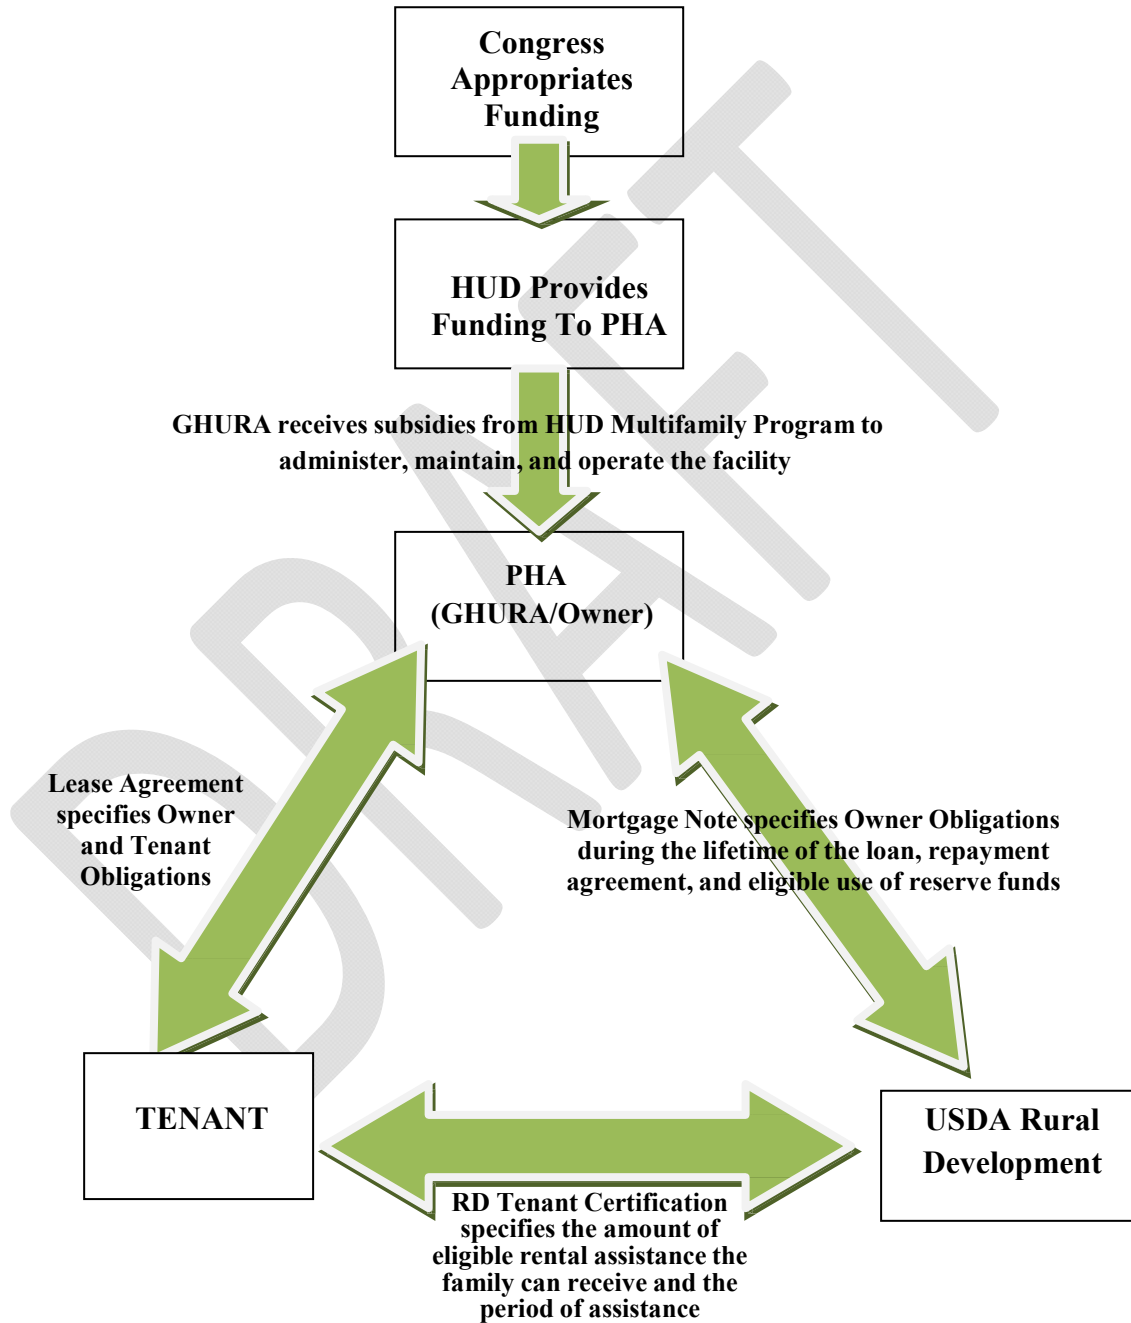 Congress
Appropriates
Funding
HUD Provides
Funding To PHA
GHURA receives subsidies from HUD Multifamily Program to
administer, maintain, and operate the facility
PHA
(GHURA/Owner)
Lease Agreement
specifies Owner
and Tenant
Obligations
Mortgage Note specifies Owner Obligations
during the lifetime of the loan, repayment
agreement, and eligible use of reserve funds
TENANT
USDA Rural
Development
RD Tenant Certification
specifies the amount of
eligible rental assistance the
family can receive and the
period of assistance
DRAFT